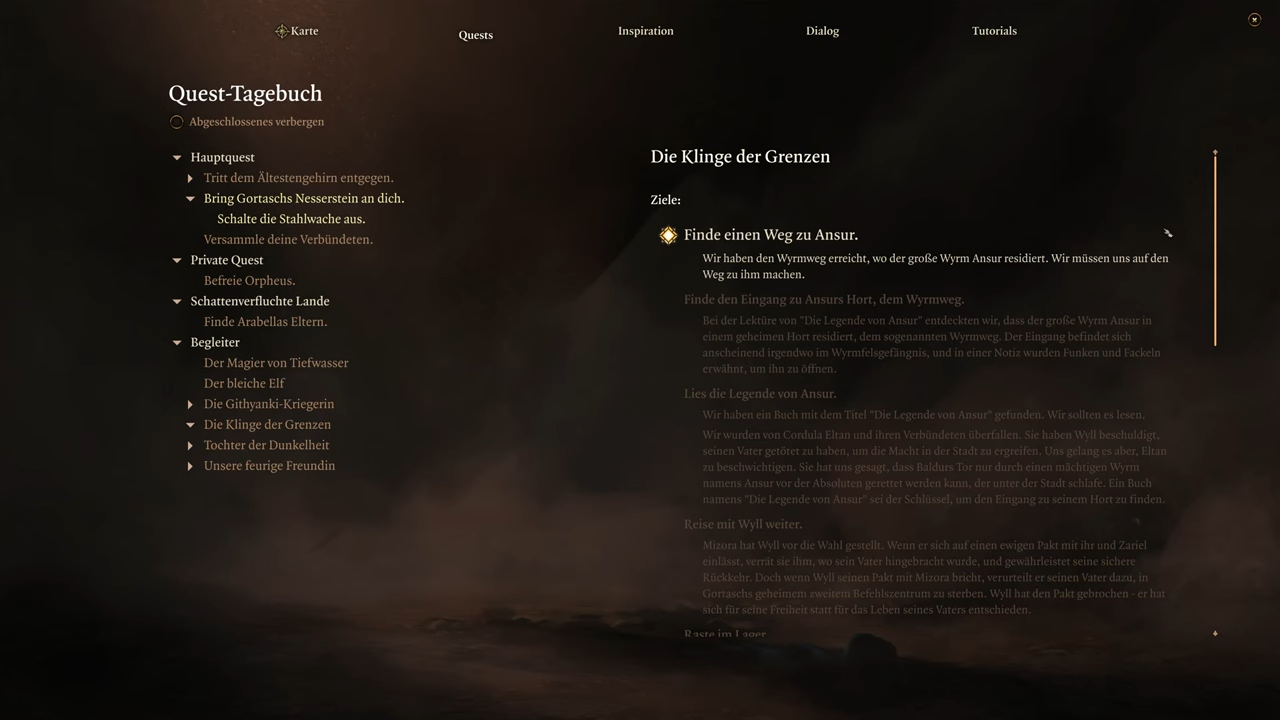 Karte
Quests
Inspiration
Dialog
Tutorials
Quest-Tagebuch
Abgeschlossenes verbergen
Hauptquest
Tritt dem Ältestengehirn entgegen.
Bring Gortaschs Nesserstein an dich.
Schalte die Stahlwache aus.
Versammle deine Verbündeten.
Private Quest
Befreie Orpheus.
Schattenverfluchte Lande
Finde Arabellas Eltern.
Begleiter
Der Magier von Tiefwasser
Der bleiche Elf
Die Githyanki-Kriegerin
Die Klinge der Grenzen
Tochter der Dunkelheit
Unsere feurige Freundin
Die Klinge der Grenzen
Ziele:
Finde einen Weg zu Ansur.
Wir haben den Wyrmweg erreicht, wo der große Wyrm Ansur residiert. Wir müssen uns auf den
Weg zu ihm machen.
Finde den Eingang zu Ansurs Hort, dem Wyrmweg.
Bei der Lektüre von "Die Legende von Ansur" entdeckten wir, dass der große Wyrm Ansur in
einem geheimen Hort residiert, dem sogenannten Wyrmweg. Der Eingang befindet sich
anscheinend irgendwo im Wyrmfelsgefängnis, und in einer Notiz wurden Funken und Fackeln
erwähnt, um ihn zu öffnen.
Lies die Legende von Ansur.
Wir haben ein Buch mit dem Titel "Die Legende von Ansur" gefunden. Wir sollten es lesen.
Wir wurden von Cordula Eltan und ihren Verbündeten überfallen. Sie haben Wyll beschuldigt,
seinen Vater getötet zu haben, um die Macht in der Stadt zu ergreifen. Uns gelang es aber, Eltan
zu beschwichtigen. Sie hat uns gesagt, dass Baldurs Tor nur durch einen mächtigen Wyrm
namens Ansur vor der Absoluten gerettet werden kann, der unter der Stadt schlafe. Ein Buch
namens "Die Legende von Ansur" sei der Schlüssel, um den Eingang zu seinem Hort zu finden.
Reise mit Wyll weiter.
Mizora hat Wyll vor die Wahl gestellt. Wenn er sich auf einen ewigen Pakt mit ihr und Zariel
einlässt, verrät sie ihm, wo sein Vater hingebracht wurde, und gewährleistet seine sichere
Rückkehr. Doch wenn Wyll seinen Pakt mit Mizora bricht, verurteilt er seinen Vater dazu, in
Gortaschs geheimem zweitem Befehlszentrum zu sterben. Wyll hat den Pakt gebrochen - er hat
sich für seine Freiheit statt für das Leben seines Vaters entschieden.
Raste im Lager